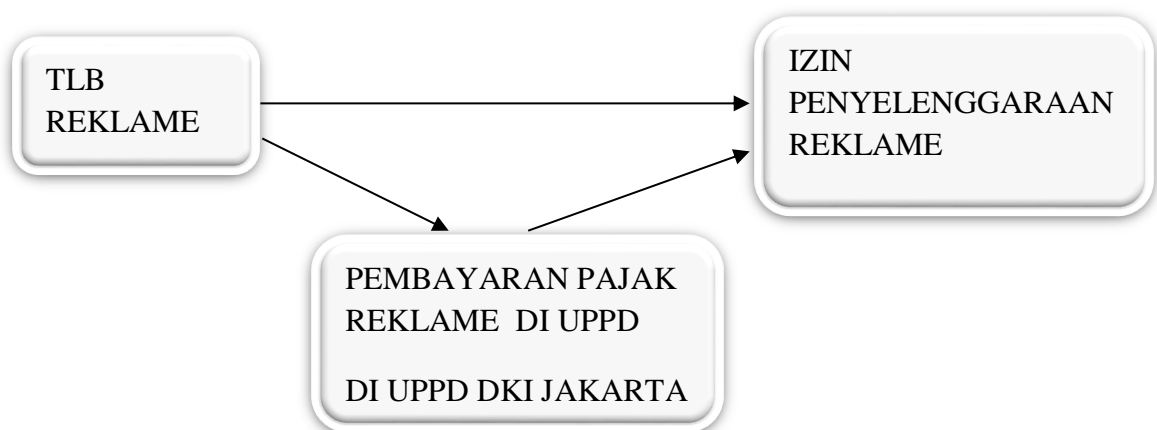 TLB
REKLAME
IZIN
PENYELENGGARAAN
REKLAME
PEMBAYARAN PAJAK
REKLAME DI UPPD
DI UPPD DKI JAKARTA